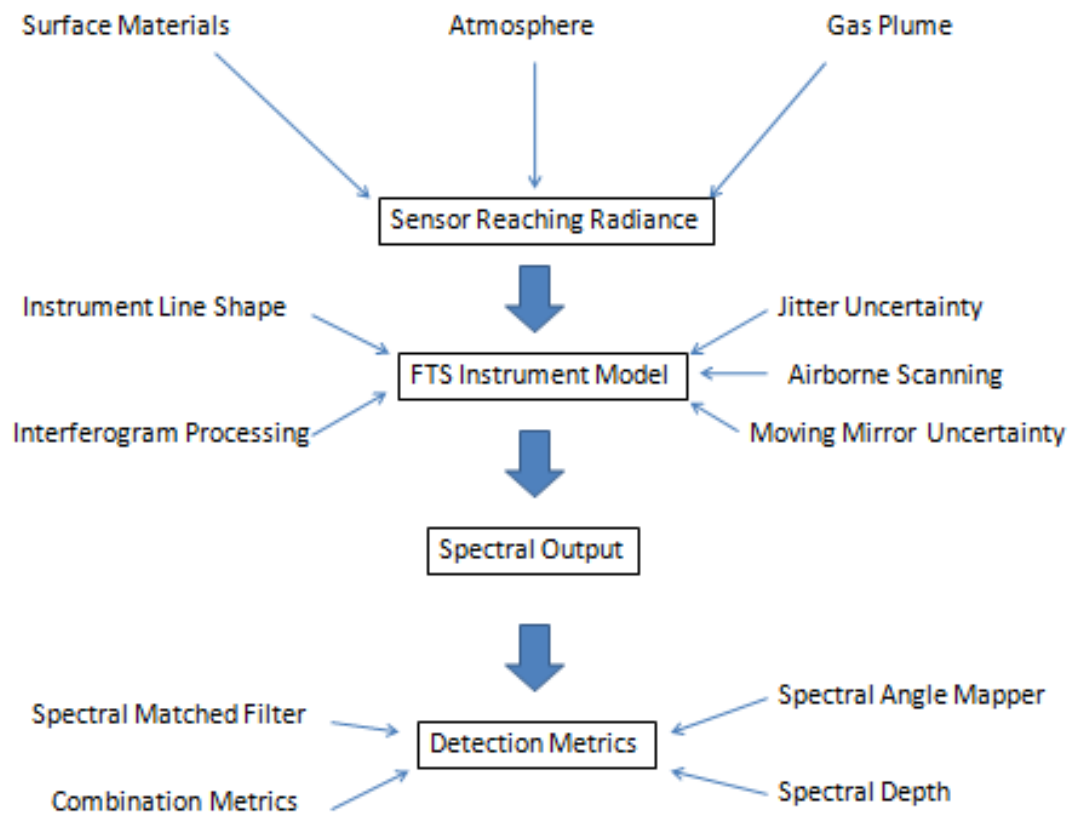 Surface Materials
Atmosphere
Gas Plume
Sensor Reaching Radiance
Instrument Line Shape
Jitter Uncertainty
FTS Instrument Model
Airborne Scanning
Interferogram Processing
Moving Mirror Uncertainty
Spectral Output
Spectral Matched Filter
Spectral Angle Mapper
Detection Metrics
Combination Metrics
Spectral Depth